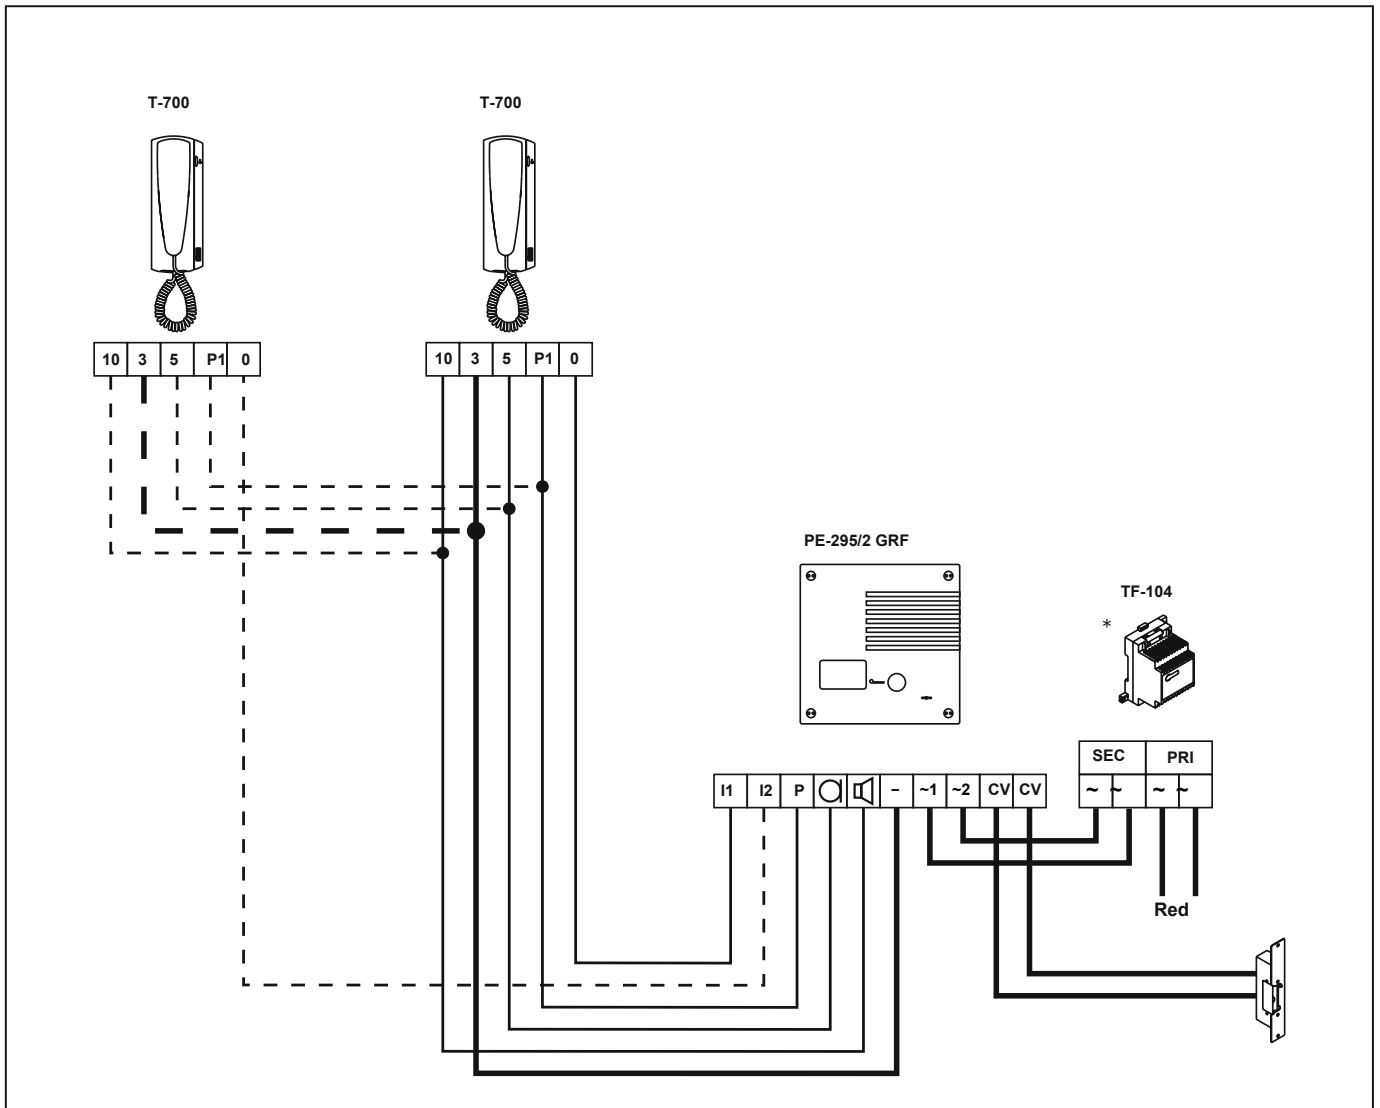 T-700 T-700
10 3 5 P1 0 10 3 5 P1 0
PE-295/2 GRF
TF-104
*
SEC PRI
I1 I2 P – ~1 ~2 CV CV ~ ~ ~ ~
Red